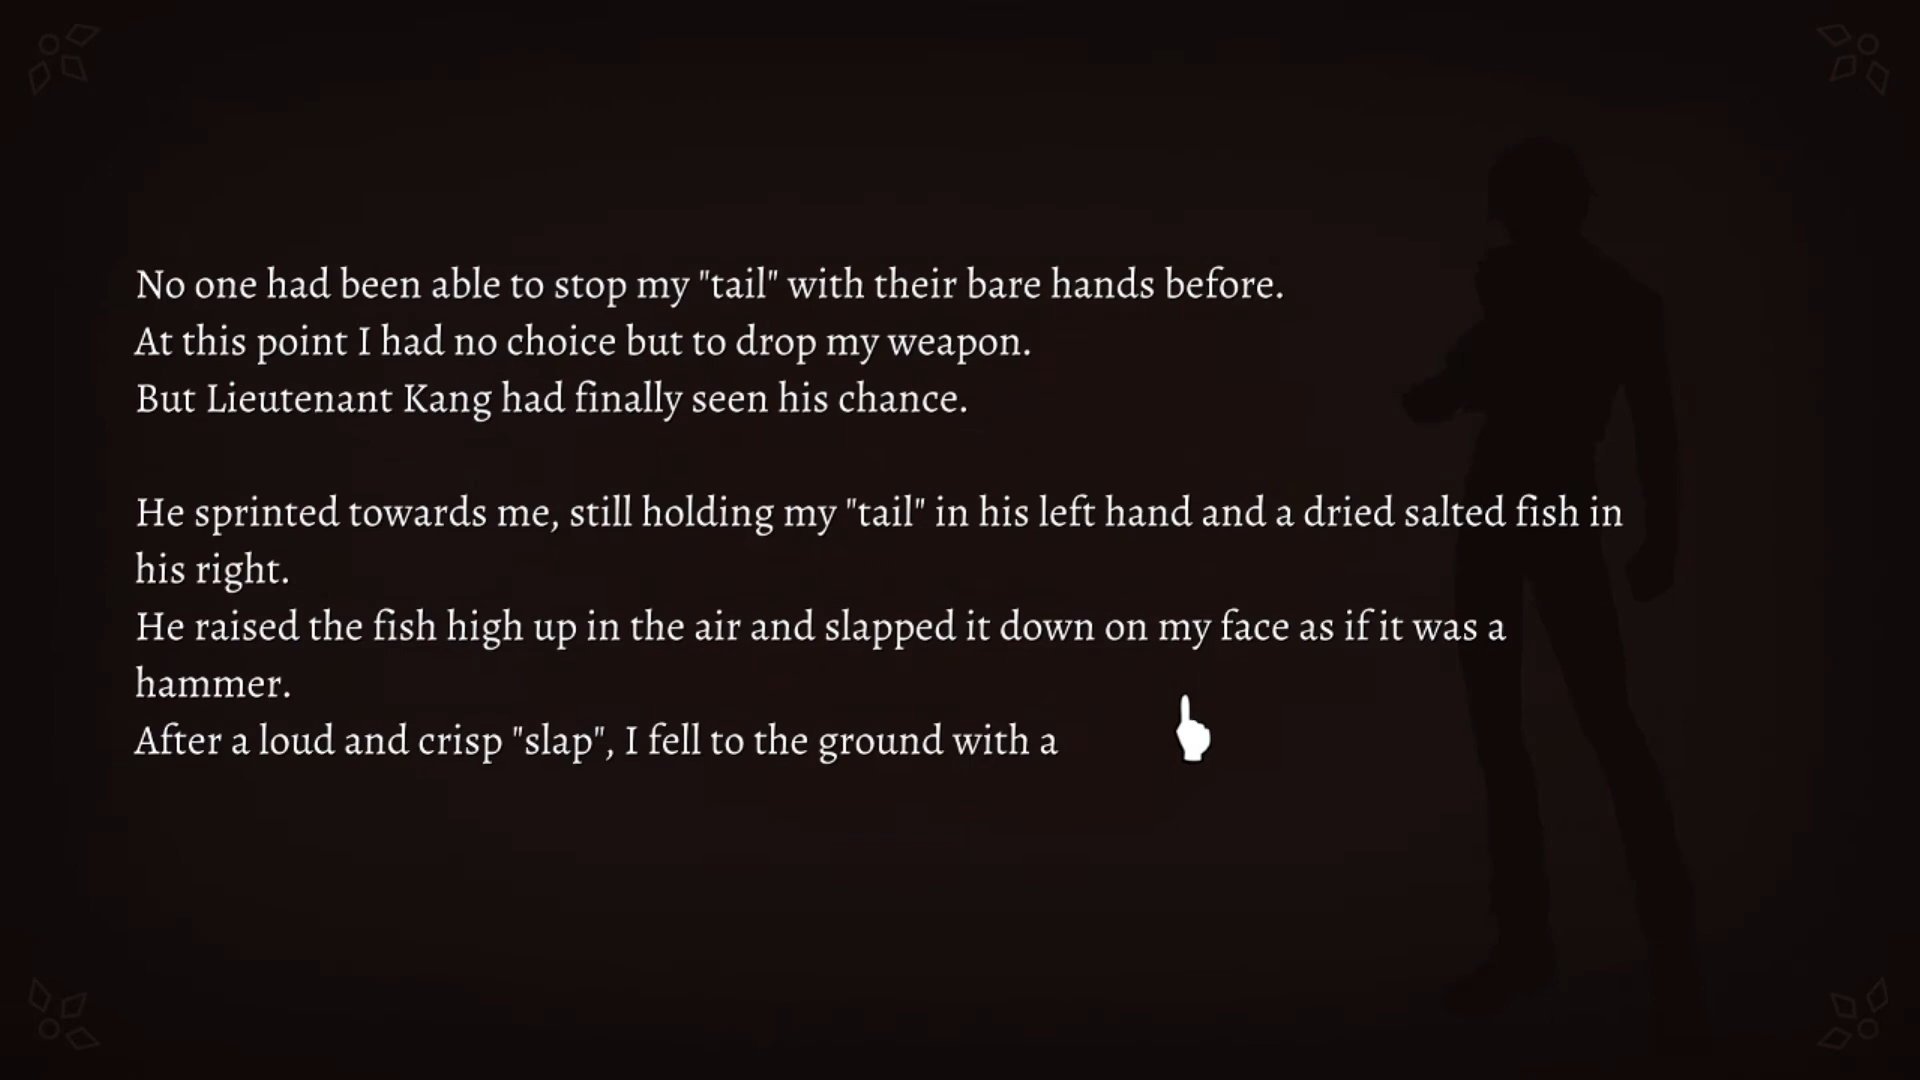 No one had been able to stop my "tail" with their bare hands before.
At this point I had no choice but to drop my weapon.
But Lieutenant Kang had finally seen his chance.
He sprinted towards me, still holding my "tail" in his left hand and a dried salted fish in
his right.
He raised the fish high up in the air and slapped it down on my face as if it was a
hammer.
After a loud and crisp "slap", I fell to the ground with a